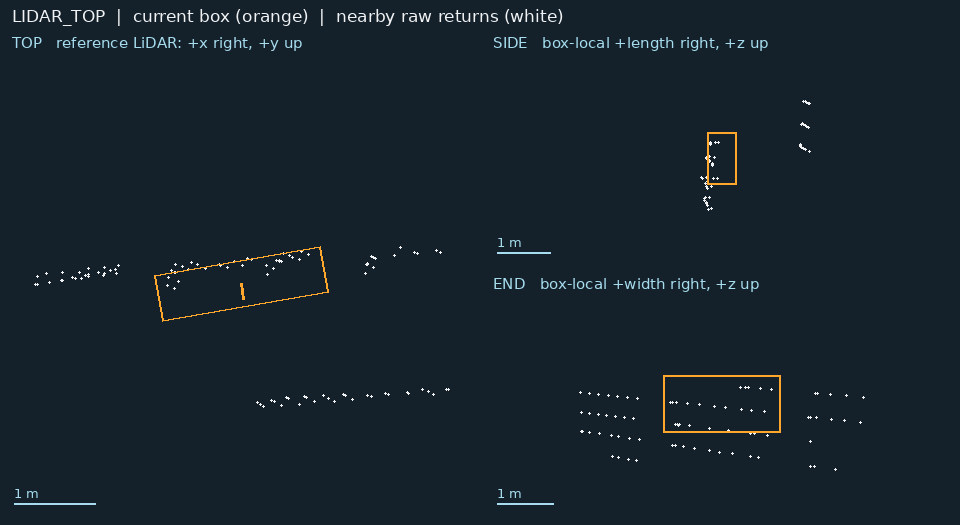 LIDAR_TOP | current box (orange) | nearby raw returns (white)
TOP reference LiDAR: +x right, +y up
SIDE box-local +length right, +z up
1 m
END box-local +width right, +z up
1 m
1 m